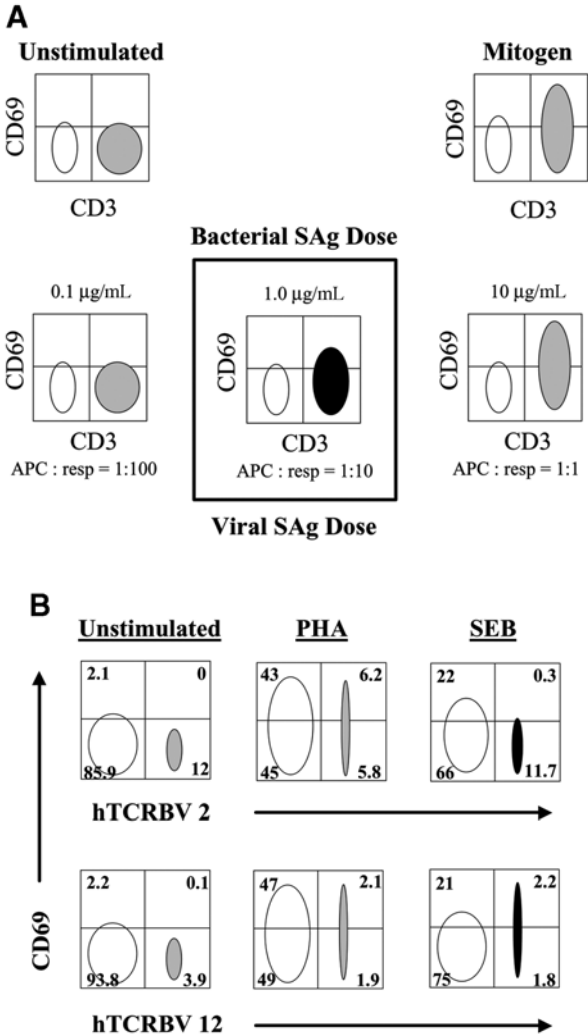 A
Unstimulated
Mitogen
CD69
CD69
CD3
CD3
Bacterial SAg Dose
0.1 µg/mL
1.0 µg/mL
10 µg/mL
CD69
CD69
CD69
CD3
CD3
CD3
APC : resp = 1:100
APC : resp = 1:10
APC : resp = 1:1
Viral SAg Dose
B
Unstimulated
PHA
SEB
2.1
0
43
6.2
22
0.3
85.9
12
45
5.8
66
11.7
hTCRBV 2
CD69
2.2
0.1
47
2.1
21
2.2
93.8
3.9
49
1.9
75
1.8
hTCRBV 12